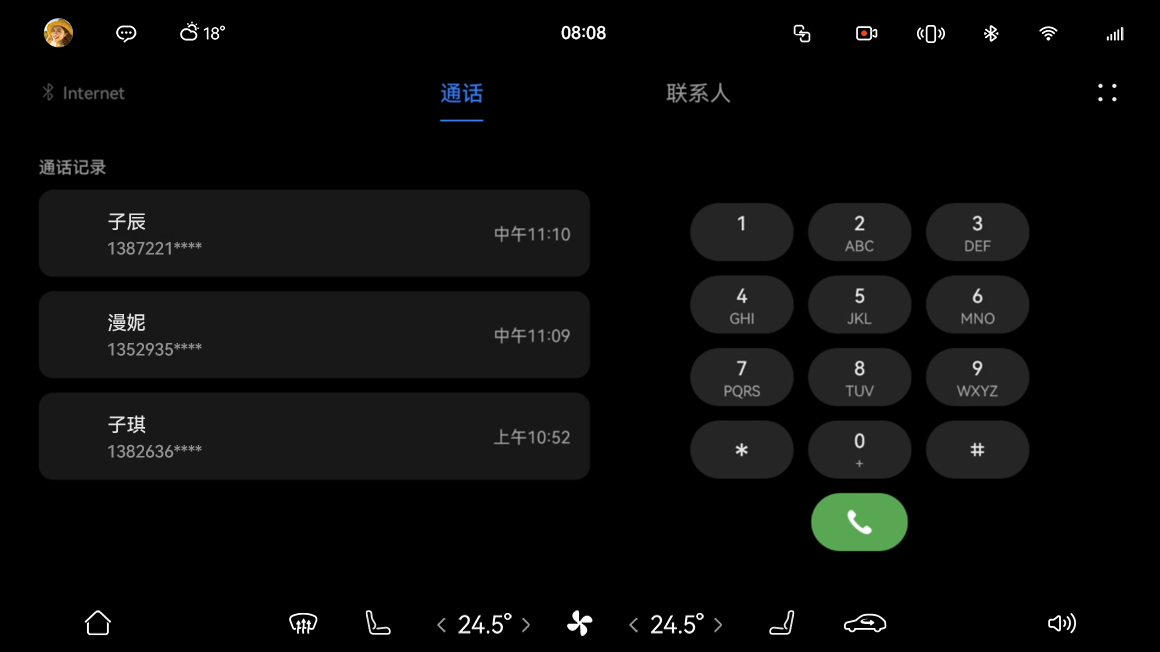 18°
08:08
Internet
通话
联系人
通话记录
子辰
1387221****
中午11:10
漫妮
1352935****
中午11:09
子琪
1382636****
上午10:52
1
2
ABC
3
DEF
4
GHI
5
JKL
6
MNO
7
PQRS
8
TUV
9
WXYZ
*
0
+
#
< 24.5° >
< 24.5° >